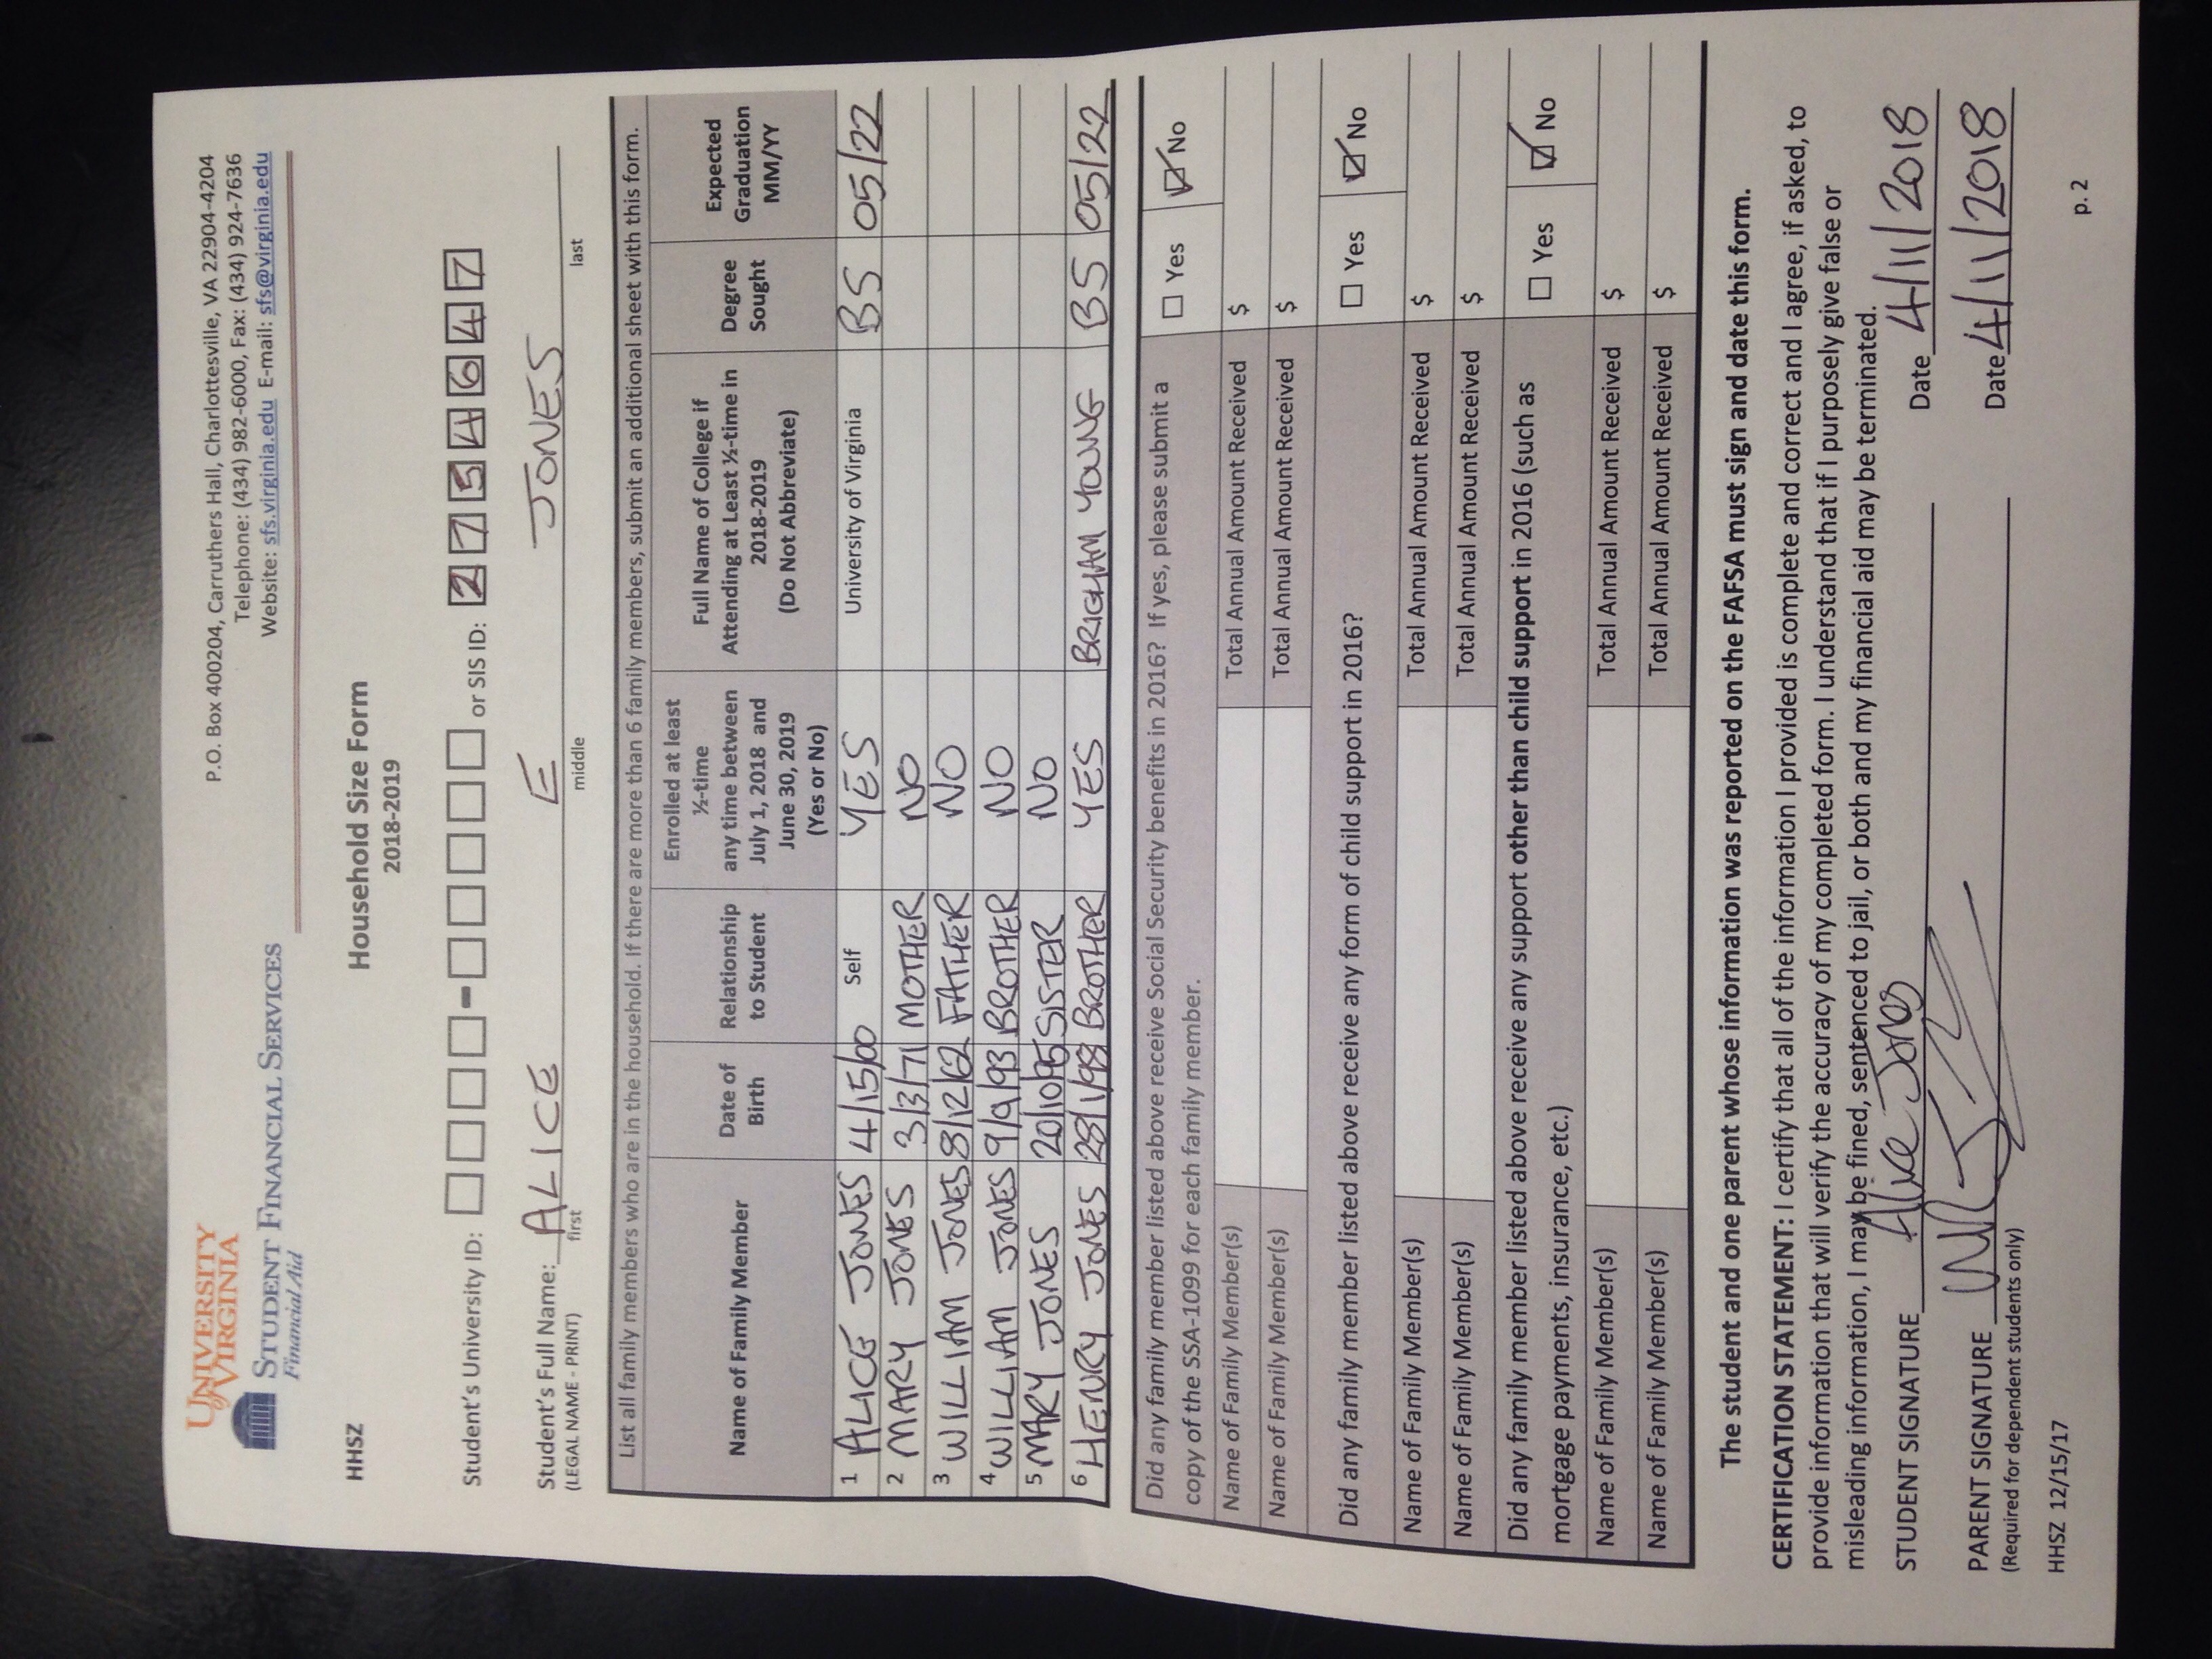 UNIVERSITY
of VIRGINIA
STUDENT FINANCIAL SERVICES
Financial Aid
P.O. Box 400204, Carruthers Hall, Charlottesville, VA 22904-4204
Telephone: (434) 982-6000, Fax: (434) 924-7636
Website: sfs.virginia.edu E-mail: sfs@virginia.edu
HHSZ
Household Size Form
2018-2019
Student's University ID: - or SIS ID: 2754647
Student's Full Name: ALICE E JONES
(LEGAL NAME - PRINT) first middle last
List all family members who are in the household. If there are more than 6 family members, submit an additional sheet with this form.
Name of Family Member
Date of
Birth
Relationship
to Student
Enrolled at least
½-time
any time between
July 1, 2018 and
June 30, 2019
(Yes or No)
Full Name of College if
Attending at Least ½-time in
2018-2019
(Do Not Abbreviate)
Degree
Sought
Expected
Graduation
MM/YY
1 ALICE JONES 4/15/00 Self YES University of Virginia BS 05/22
2 MARY JONES 3/3/71 MOTHER NO
3 WILLIAM JONES 8/12/62 FATHER NO
4 WILLIAM JONES 9/9/93 BROTHER NO
5 MARY JONES 20/10/95 SISTER NO
6 HENRY JONES 28/1/98 BROTHER YES BRIGHAM YOUNG BS 05/22
Did any family member listed above receive Social Security benefits in 2016? If yes, please submit a
copy of the SSA-1099 for each family member.
Yes No
Name of Family Member(s) Total Annual Amount Received $
Name of Family Member(s) Total Annual Amount Received $
Did any family member listed above receive any form of child support in 2016? Yes No
Name of Family Member(s) Total Annual Amount Received $
Name of Family Member(s) Total Annual Amount Received $
Did any family member listed above receive any support other than child support in 2016 (such as
mortgage payments, insurance, etc.)
Yes No
Name of Family Member(s) Total Annual Amount Received $
Name of Family Member(s) Total Annual Amount Received $
The student and one parent whose information was reported on the FAFSA must sign and date this form.
CERTIFICATION STATEMENT: I certify that all of the information I provided is complete and correct and I agree, if asked, to
provide information that will verify the accuracy of my completed form. I understand that if I purposely give false or
misleading information, I may be fined, sentenced to jail, or both and my financial aid may be terminated.
STUDENT SIGNATURE Alice Jones Date 4/11/2018
PARENT SIGNATURE Date 4/11/2018
(Required for dependent students only)
HHSZ 12/15/17
p. 2